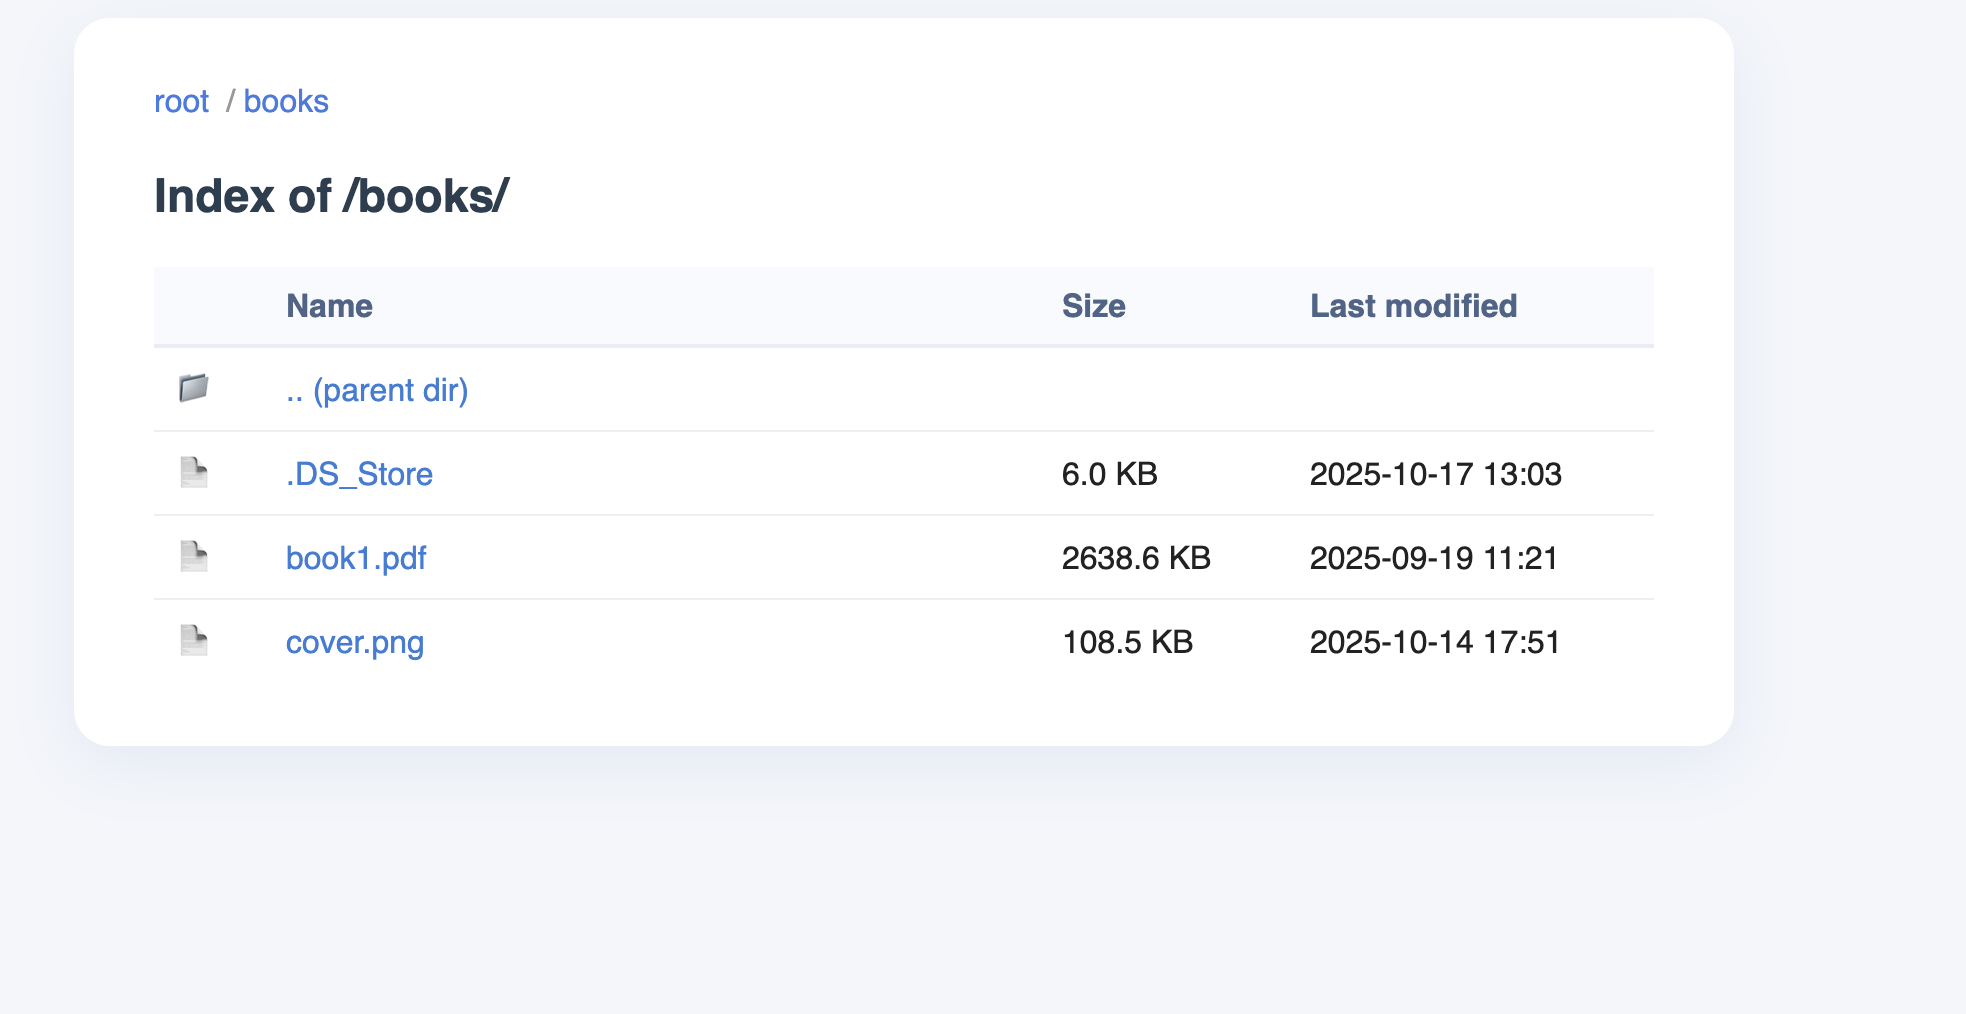 root / books
Index of /books/
Name Size Last modified
.. (parent dir)
.DS_Store 6.0 KB 2025-10-17 13:03
book1.pdf 2638.6 KB 2025-09-19 11:21
cover.png 108.5 KB 2025-10-14 17:51